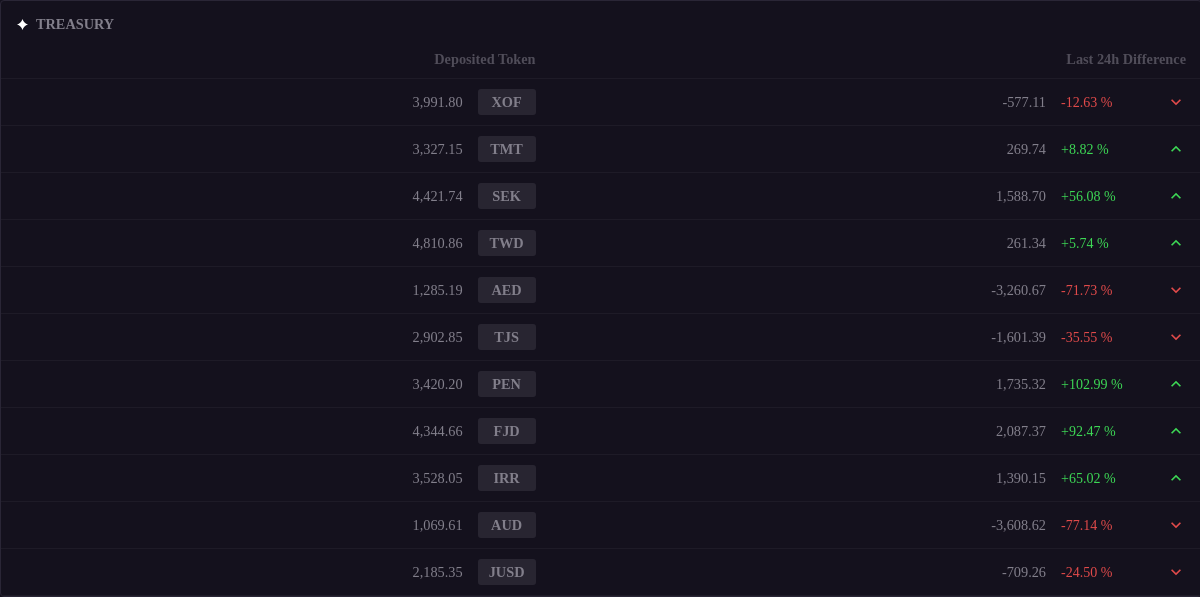 ✦ TREASURY
Deposited Token Last 24h Difference
3,991.80 XOF -577.11 -12.63 %
3,327.15 TMT 269.74 +8.82 %
4,421.74 SEK 1,588.70 +56.08 %
4,810.86 TWD 261.34 +5.74 %
1,285.19 AED -3,260.67 -71.73 %
2,902.85 TJS -1,601.39 -35.55 %
3,420.20 PEN 1,735.32 +102.99 %
4,344.66 FJD 2,087.37 +92.47 %
3,528.05 IRR 1,390.15 +65.02 %
1,069.61 AUD -3,608.62 -77.14 %
2,185.35 JUSD -709.26 -24.50 %